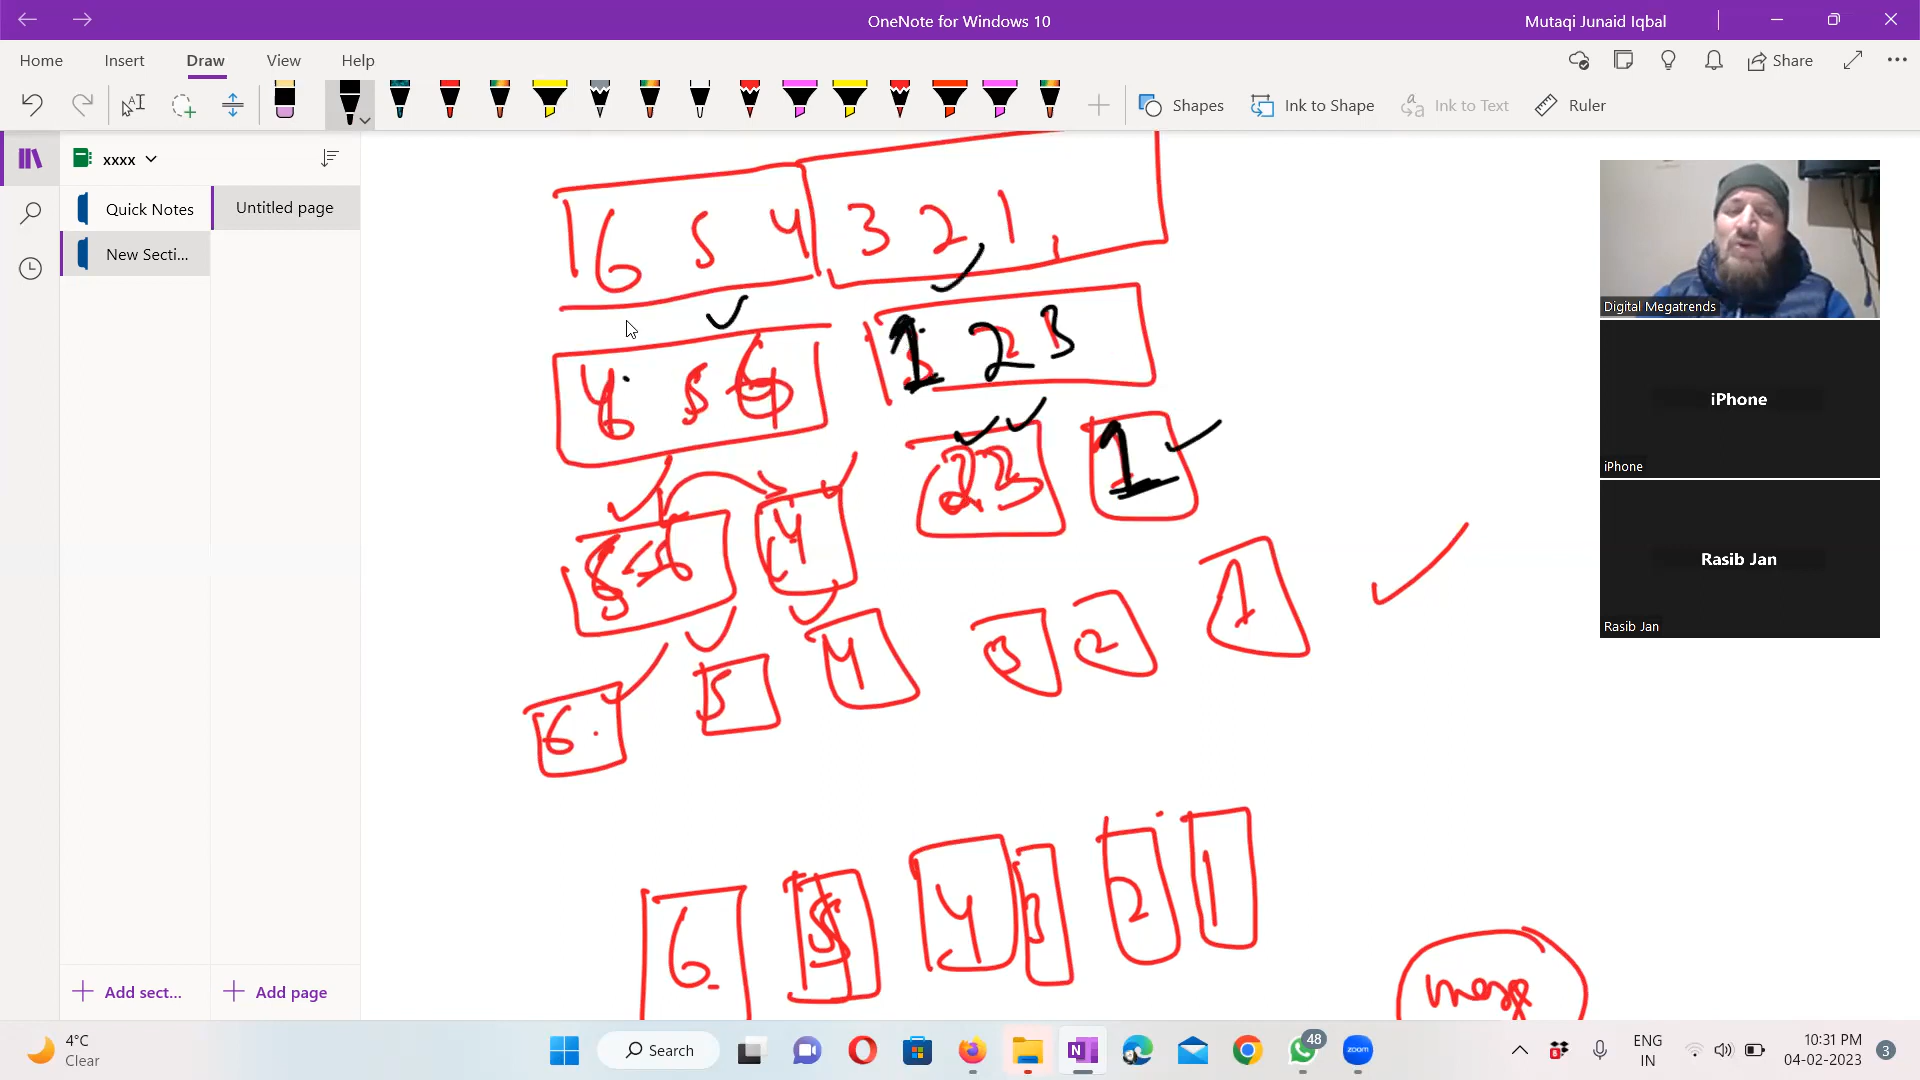 OneNote for Windows 10
Mutaqi Junaid Iqbal
Home Insert Draw View Help
Share
Shapes Ink to Shape Ink to Text Ruler
xxxx
Quick Notes
Untitled page
New Secti...
6 5 4 3 2 1
5
1 2 3
2 3
1
5 6
4
6 5 4 3 2 1
6 5 4 3 2 1
Digital Megatrends
iPhone
iPhone
Rasib Jan
Rasib Jan
Add sect...
Add page
4°C
Clear
Search
48
zoom
ENG
IN
10:31 PM
04-02-2023
3